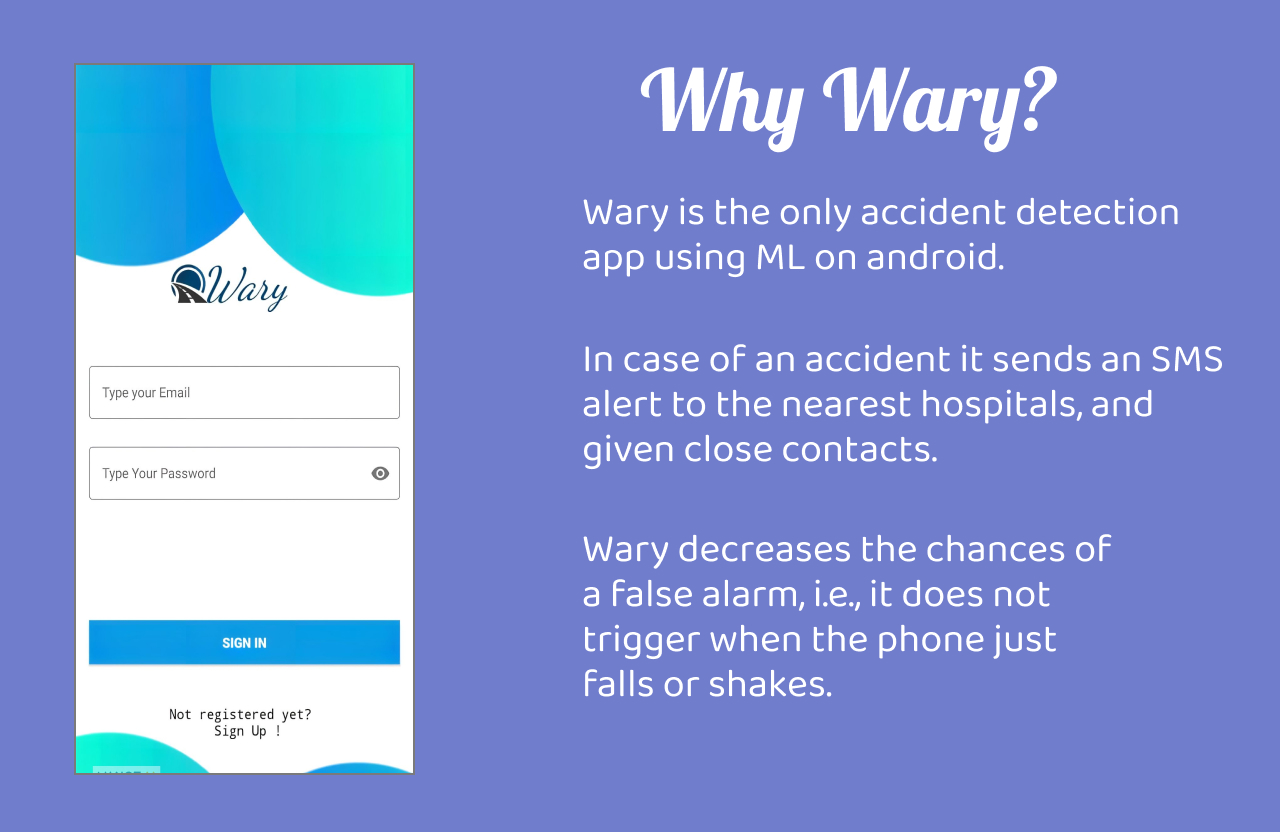 Why Wary?
Wary is the only accident detection
app using ML on android.
In case of an accident it sends an SMS
alert to the nearest hospitals, and
given close contacts.
Wary decreases the chances of
a false alarm, i.e., it does not
trigger when the phone just
falls or shakes.
Wary
Type your Email
Type Your Password
SIGN IN
Not registered yet?
Sign Up !